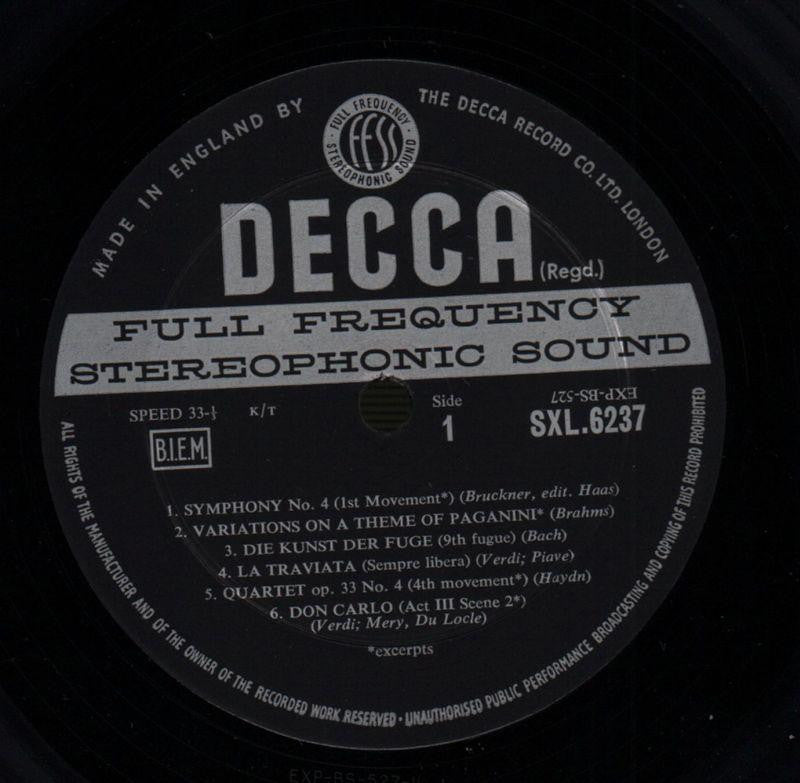 MADE IN ENGLAND BY
THE DECCA RECORD CO. LTD. LONDON
FULL FREQUENCY
ffss
STEREOPHONIC SOUND
DECCA
(Regd.)
FULL FREQUENCY
STEREOPHONIC SOUND
SPEED 33-⅓
K/T
Side
1
EXP-BS-527
SXL.6237
B.I.E.M.
1. SYMPHONY No. 4 (1st Movement*) (Bruckner, edit. Haas)
2. VARIATIONS ON A THEME OF PAGANINI* (Brahms)
3. DIE KUNST DER FUGE (9th fugue) (Bach)
4. LA TRAVIATA (Sempre libera) (Verdi; Piave)
5. QUARTET op. 33 No. 4 (4th movement*) (Haydn)
6. DON CARLO (Act III Scene 2*)
(Verdi; Mery, Du Locle)
*excerpts
ALL RIGHTS OF THE MANUFACTURER AND OF THE OWNER OF THE RECORDED WORK RESERVED · UNAUTHORISED PUBLIC PERFORMANCE BROADCASTING AND COPYING OF THIS RECORD PROHIBITED